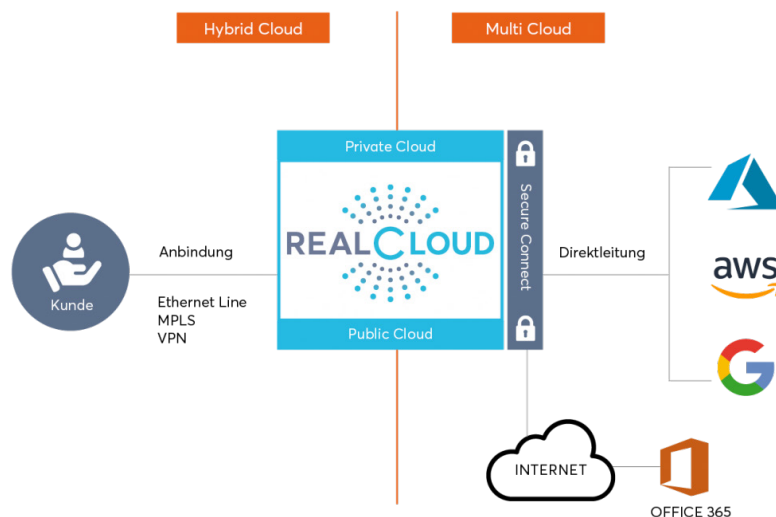 Hybrid Cloud
Multi Cloud
Private Cloud
REALCLOUD
Public Cloud
Secure Connect
Kunde
Anbindung
Ethernet Line
MPLS
VPN
Direktleitung
aws
G
INTERNET
OFFICE 365